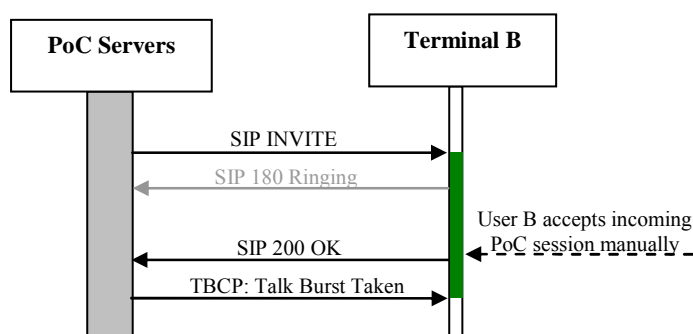 PoC Servers
Terminal B
SIP INVITE
SIP 180 Ringing
User B accepts incoming
PoC session manually
SIP 200 OK
TBCP: Talk Burst Taken